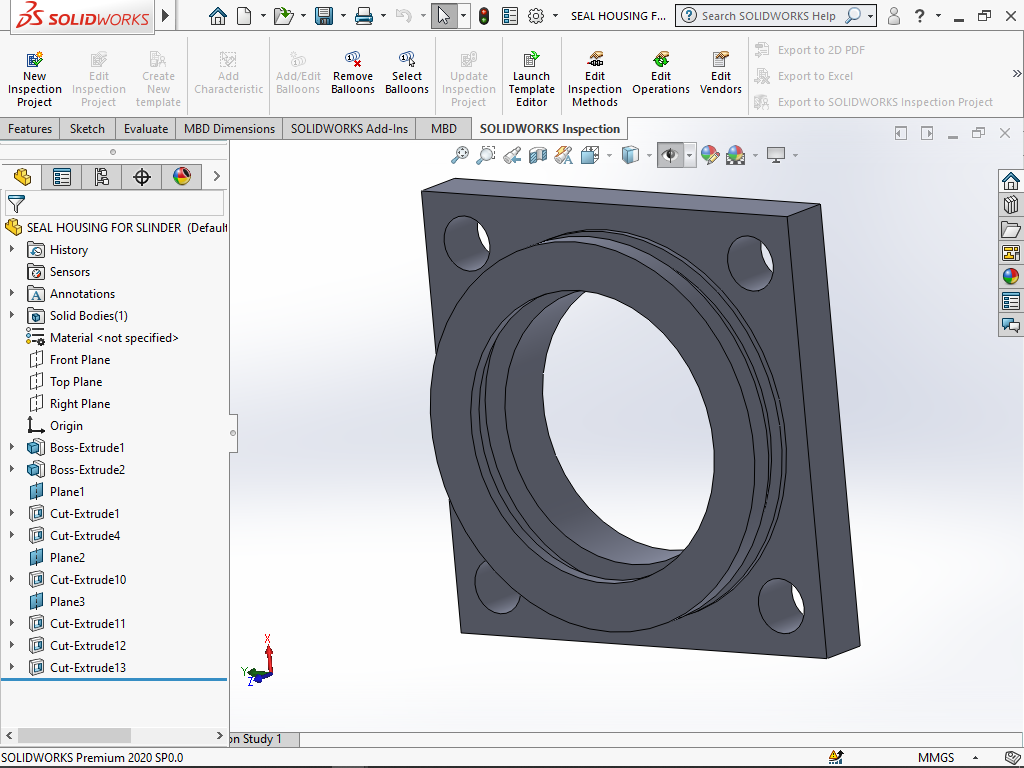 SOLIDWORKS
SEAL HOUSING F...
Search SOLIDWORKS Help
?
New Inspection Project
Edit Inspection Project
Create New template
Add Characteristic
Add/Edit Balloons
Remove Balloons
Select Balloons
Update Inspection Project
Launch Template Editor
Edit Inspection Methods
Edit Operations
Edit Vendors
Export to 2D PDF
Export to Excel
Export to SOLIDWORKS Inspection Project
Features
Sketch
Evaluate
MBD Dimensions
SOLIDWORKS Add-Ins
MBD
SOLIDWORKS Inspection
SEAL HOUSING FOR SLINDER (Default
History
Sensors
Annotations
Solid Bodies(1)
Material <not specified>
Front Plane
Top Plane
Right Plane
Origin
Boss-Extrude1
Boss-Extrude2
Plane1
Cut-Extrude1
Cut-Extrude4
Plane2
Cut-Extrude10
Plane3
Cut-Extrude11
Cut-Extrude12
Cut-Extrude13
X
Y
Z
on Study 1
SOLIDWORKS Premium 2020 SP0.0
MMGS